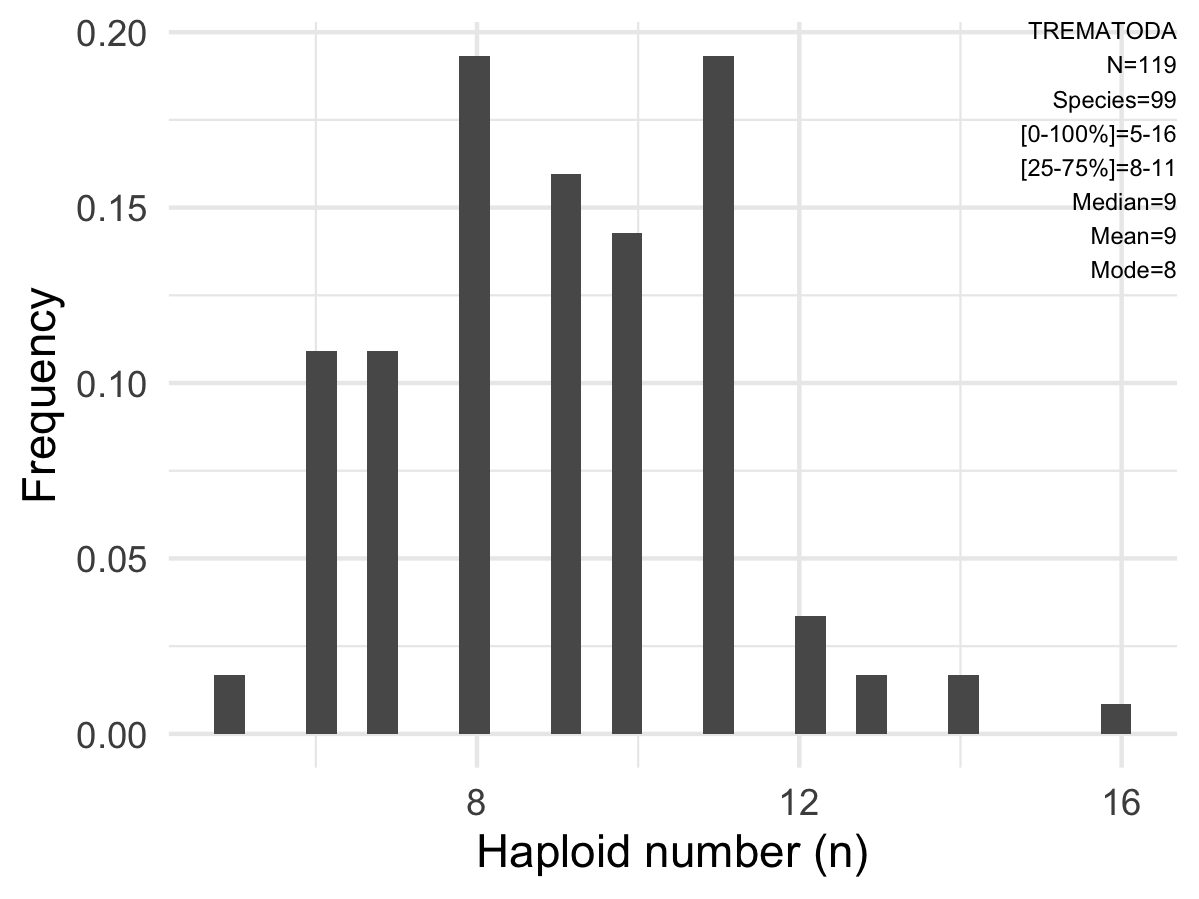 TREMATODA
N=119
Species=99
[0-100%]=5-16
[25-75%]=8-11
Median=9
Mean=9
Mode=8
Frequency
0.20
0.15
0.10
0.05
0.00
8 12 16
Haploid number (n)